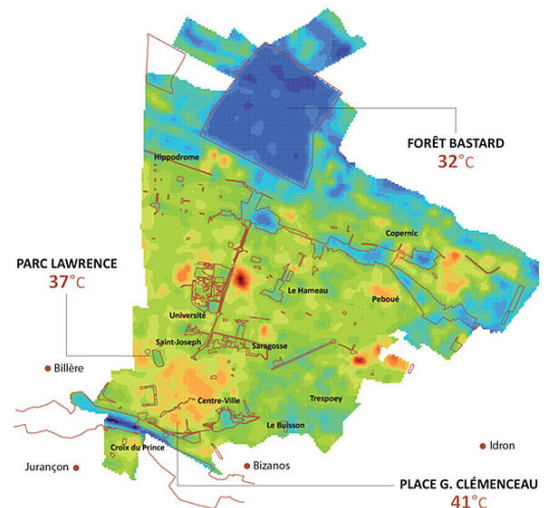 FORÊT BASTARD
32°C
Hippodrome
Copernic
PARC LAWRENCE
37°C
Le Hameau
Peboué
Université
Saint-Joseph
Saragosse
Billère
Centre-Ville
Trespoey
Le Buisson
Croix du Prince
Idron
Jurançon
Bizanos
PLACE G. CLÉMENCEAU
41°C